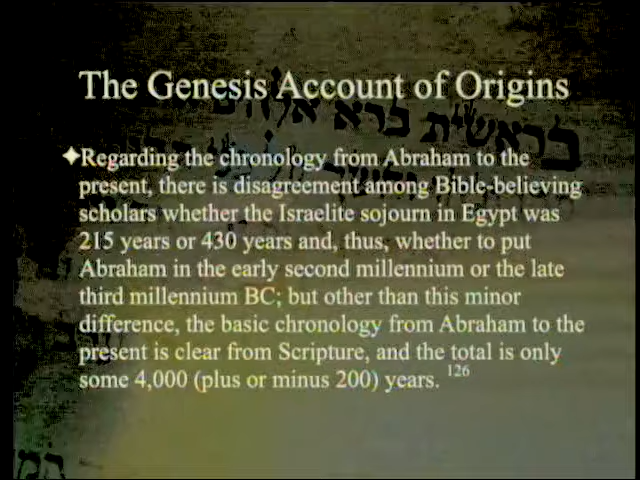 The Genesis Account of Origins
בראשית ברא אלהים
✦Regarding the chronology from Abraham to the
present, there is disagreement among Bible-believing
scholars whether the Israelite sojourn in Egypt was
215 years or 430 years and, thus, whether to put
Abraham in the early second millennium or the late
third millennium BC; but other than this minor
difference, the basic chronology from Abraham to the
present is clear from Scripture, and the total is only
some 4,000 (plus or minus 200) years. 126